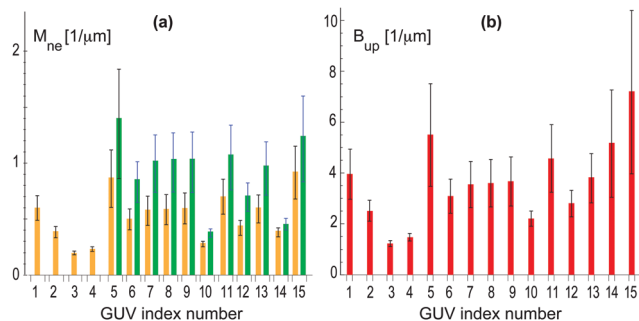 (a)
M_ne [1/μm]
2
1
0
1 2 3 4 5 6 7 8 9 10 11 12 13 14 15
GUV index number
(b)
B_up [1/μm]
10
8
6
4
2
0
1 2 3 4 5 6 7 8 9 10 11 12 13 14 15
GUV index number